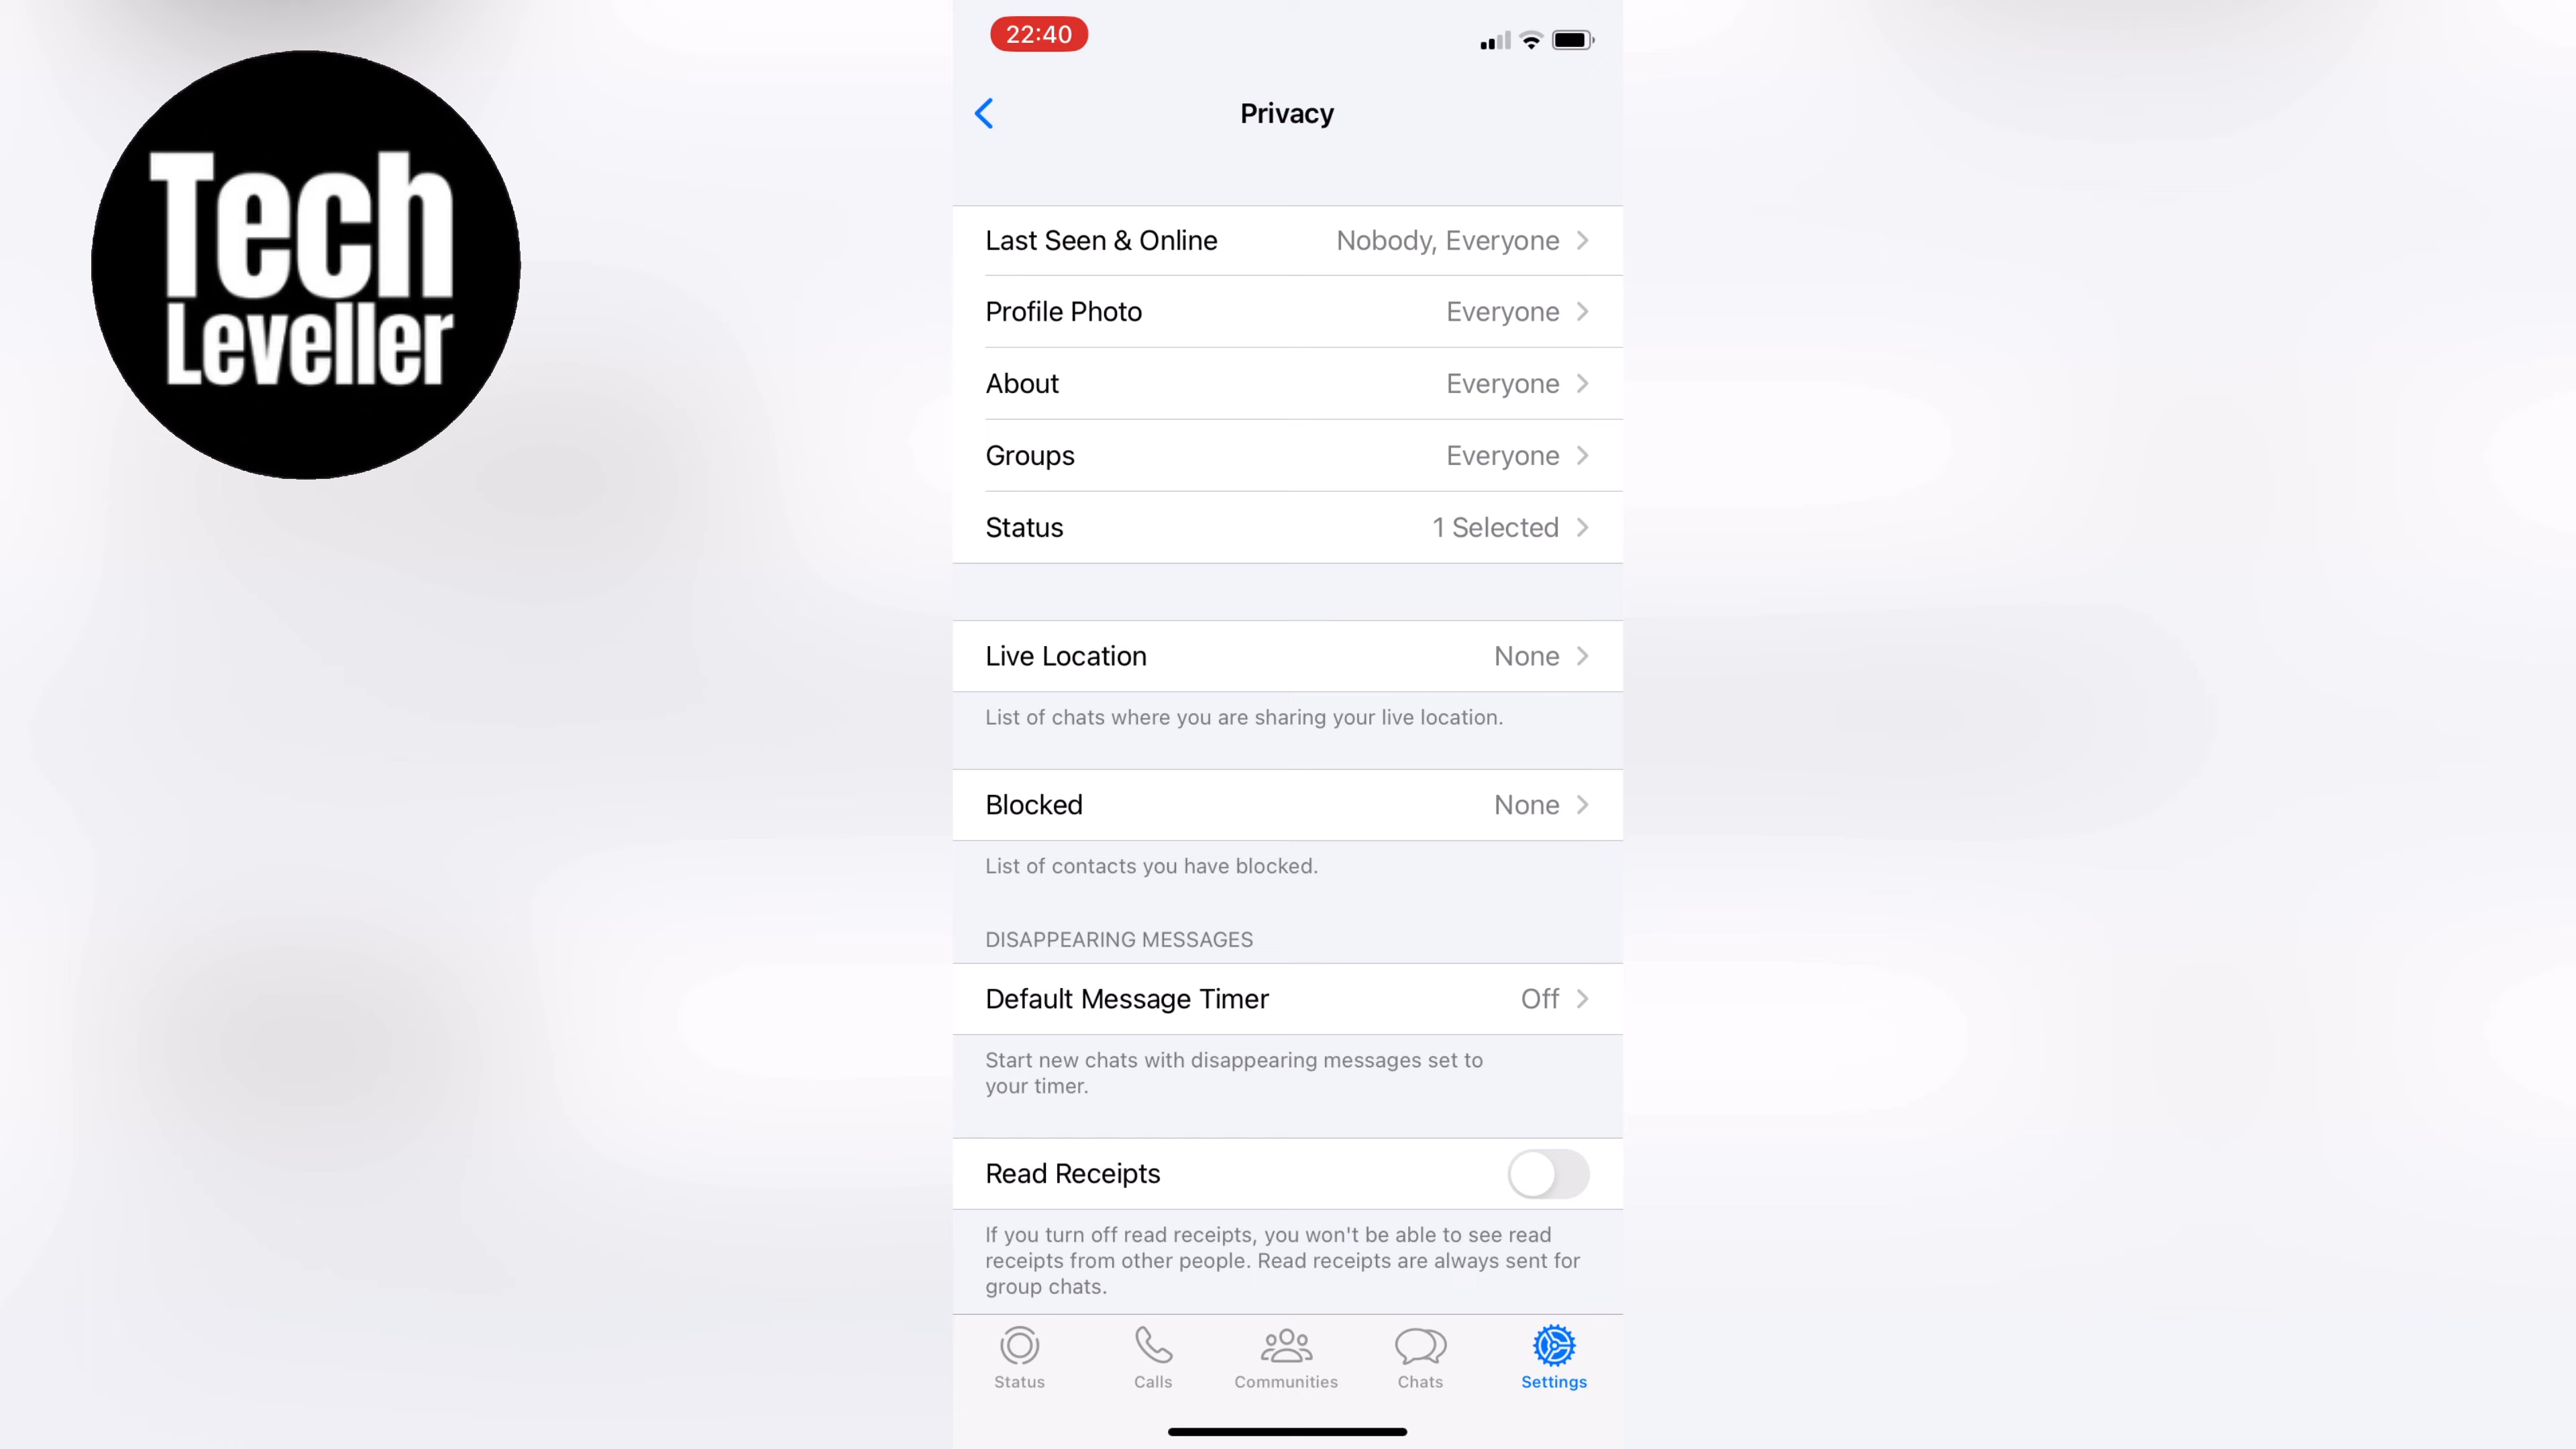 Tech
Leveller
22:40
Privacy
Last Seen & Online Nobody, Everyone
Profile Photo Everyone
About Everyone
Groups Everyone
Status 1 Selected
Live Location None
List of chats where you are sharing your live location.
Blocked None
List of contacts you have blocked.
DISAPPEARING MESSAGES
Default Message Timer Off
Start new chats with disappearing messages set to
your timer.
Read Receipts
If you turn off read receipts, you won't be able to see read
receipts from other people. Read receipts are always sent for
group chats.
Status Calls Communities Chats Settings